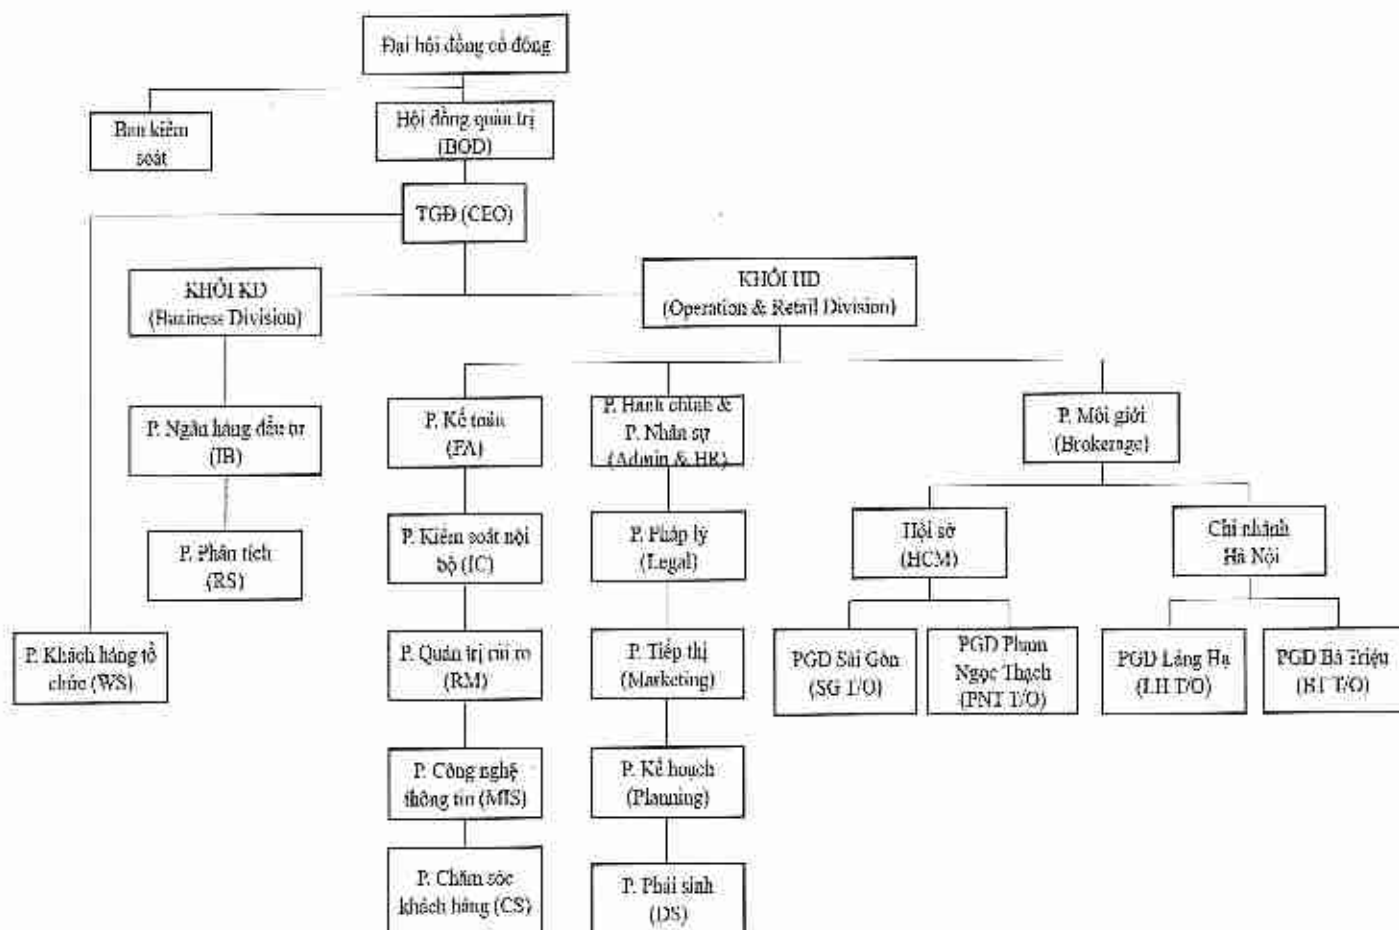 Đại hội đồng cổ đông
Ban kiểm
soát
Hội đồng quản trị
(BOD)
TGĐ (CEO)
KHỐI KD
(Business Division)
KHỐI HD
(Operation & Retail Division)
P. Ngân hàng đầu tư
(IB)
P. Phân tích
(RS)
P. Khách hàng tổ
chức (WS)
P. Kế toán
(FA)
P. Kiểm soát nội
bộ (IC)
P. Quản trị rủi ro
(RM)
P. Công nghệ
thông tin (MIS)
P. Chăm sóc
khách hàng (CS)
P. Hành chính &
P. Nhân sự
(Admin & HR)
P. Pháp lý
(Legal)
P. Tiếp thị
(Marketing)
P. Kế hoạch
(Planning)
P. Phái sinh
(DS)
P. Môi giới
(Brokerage)
Hội sở
(HCM)
Chi nhánh
Hà Nội
PGD Sài Gòn
(SG T/O)
PGD Phạm
Ngọc Thạch
(PNT T/O)
PGD Láng Hạ
(LH T/O)
PGD Bà Triệu
(BT T/O)